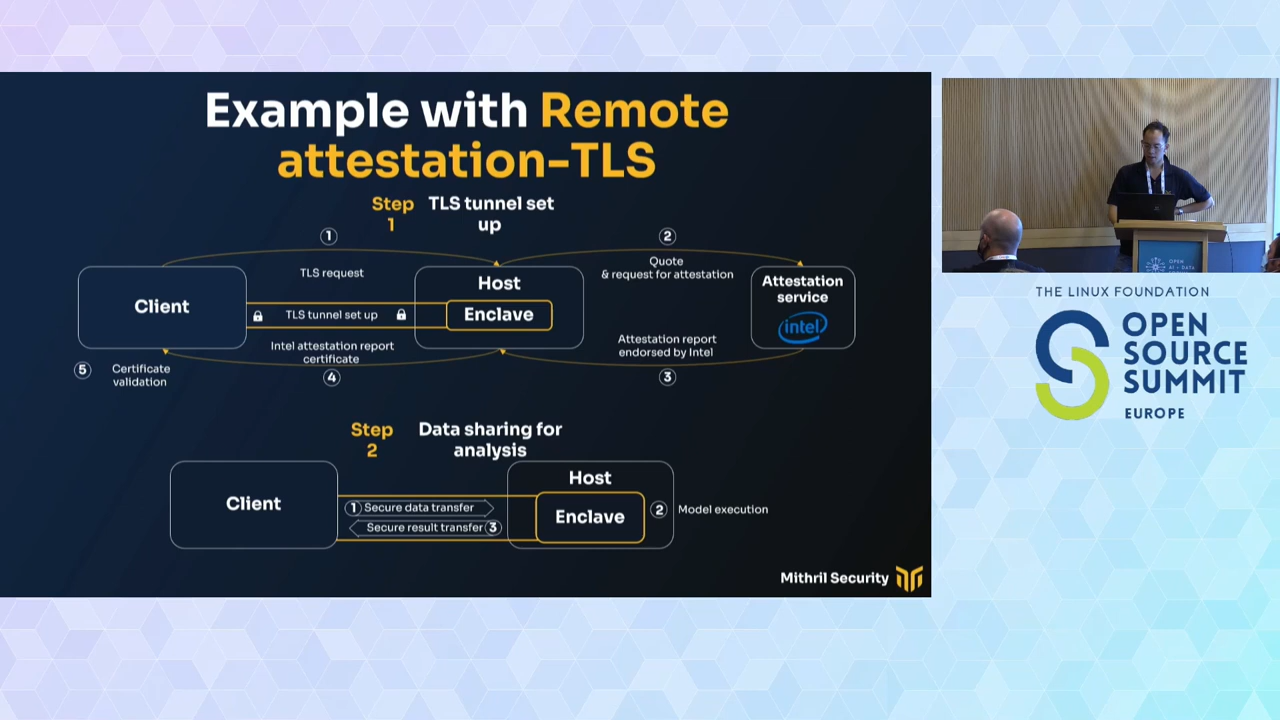 Example with Remote
attestation-TLS
Step
1
TLS tunnel set
up
1
2
TLS request
Quote
& request for attestation
Client
Host
Enclave
TLS tunnel set up
Attestation
service
intel
Intel attestation report
certificate
Attestation report
endorsed by Intel
5
Certificate
validation
4
3
Step
2
Data sharing for
analysis
Client
Host
Enclave
1 Secure data transfer
Secure result transfer 3
2
Model execution
Mithril Security
OPEN
AI + DATA
THE LINUX FOUNDATION
OPEN
SOURCE
SUMMIT
EUROPE